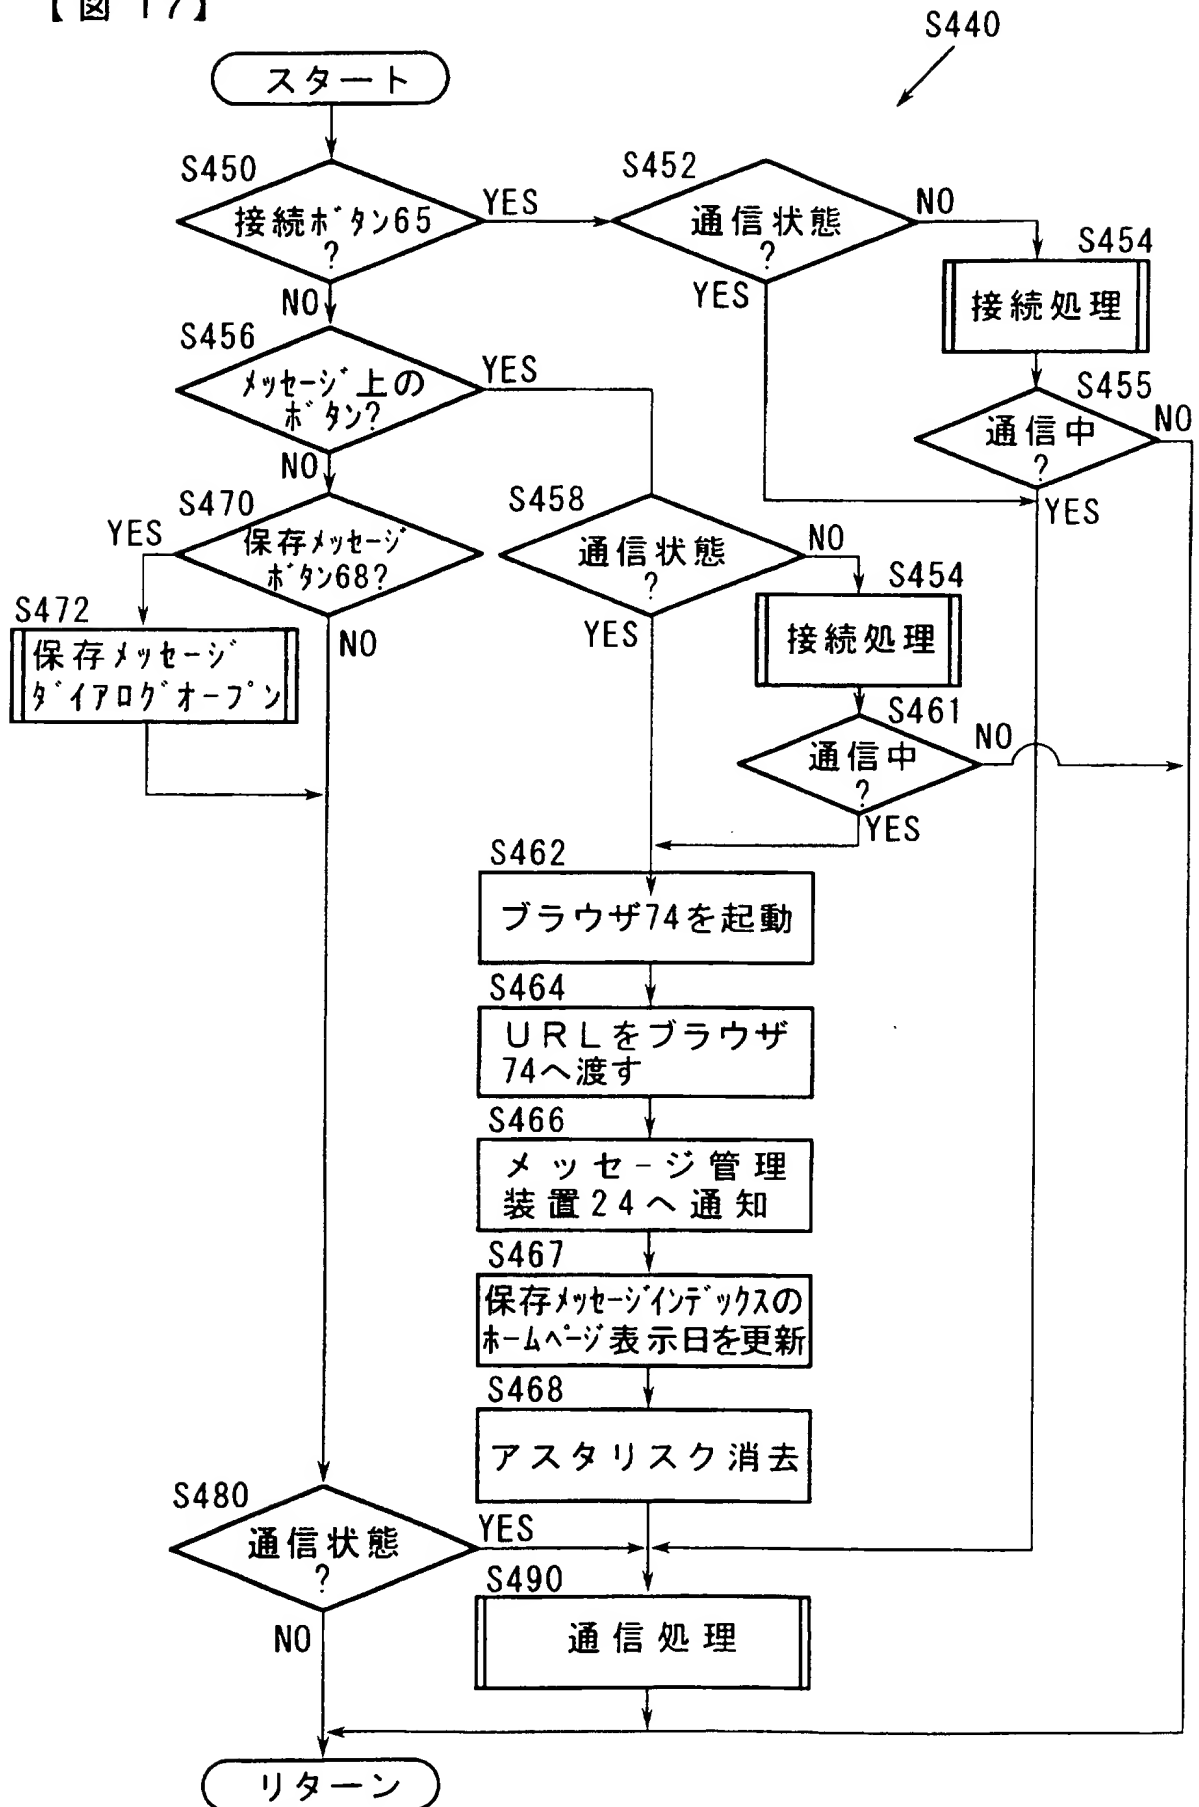 【図 17】
S440
スタート
S450
接続ボタン65
?
YES
NO
S452
通信状態
?
NO
YES
S454
接続処理
S455
通信中
?
NO
YES
S456
メッセージ上の
ボタン?
YES
NO
S470
保存メッセージ
ボタン68?
YES
NO
S472
保存メッセージ
ダイアログオープン
S458
通信状態
?
NO
YES
S454
接続処理
S461
通信中
?
NO
YES
S462
ブラウザ74を起動
S464
URLをブラウザ
74へ渡す
S466
メッセージ管理
装置24へ通知
S467
保存メッセージインデックスの
ホームページ表示日を更新
S468
アスタリスク消去
S480
通信状態
?
YES
NO
S490
通信処理
リターン